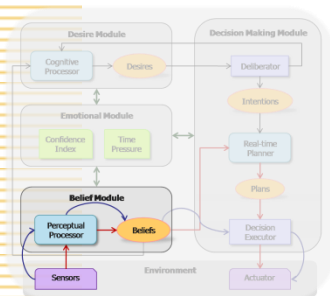 Desire Module
Cognitive
Processor
Desires
Decision Making Module
Deliberator
Intentions
Emotional Module
Confidence
Index
Time
Pressure
Real-time
Planner
Plans
Belief Module
Perceptual
Processor
Beliefs
Decision
Executor
Environment
Sensors
Actuator